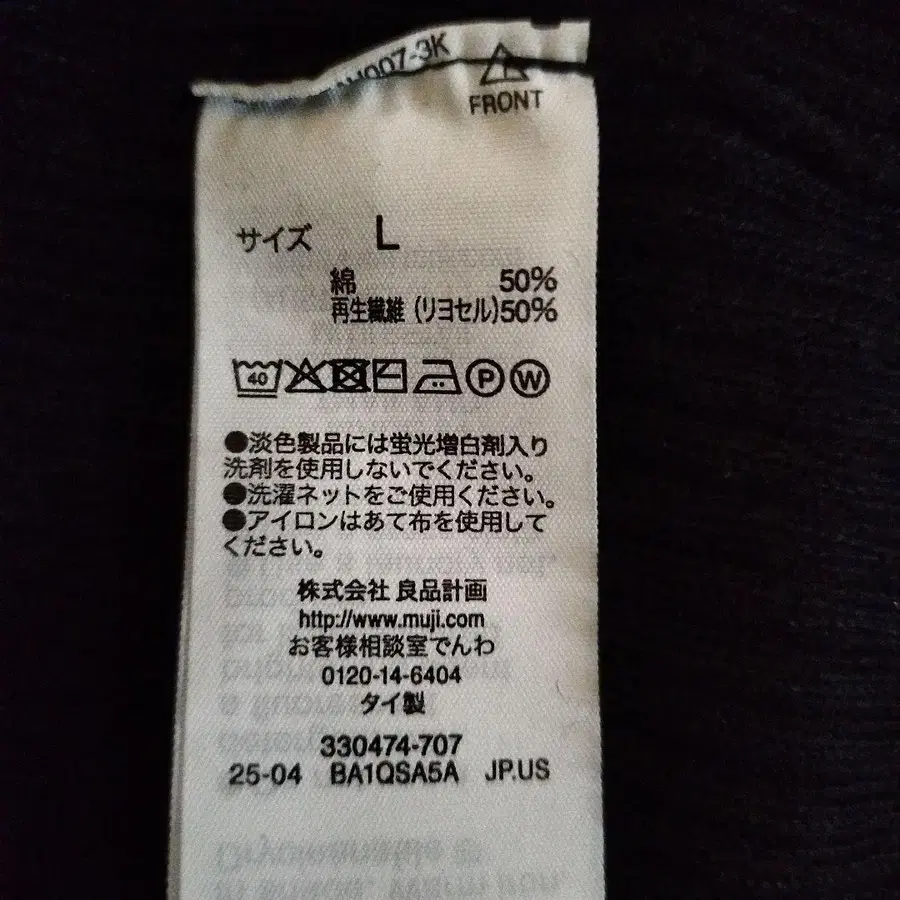 007-3K
FRONT
サイズ L
綿 50%
再生繊維 (リヨセル)50%
40 P W
●淡色製品には蛍光増白剤入り
洗剤を使用しないでください。
●洗濯ネットをご使用ください。
●アイロンはあて布を使用して
ください。
株式会社 良品計画
http://www.muji.com
お客様相談室でんわ
0120-14-6404
タイ製
330474-707
25-04 BA1QSA5A JP.US